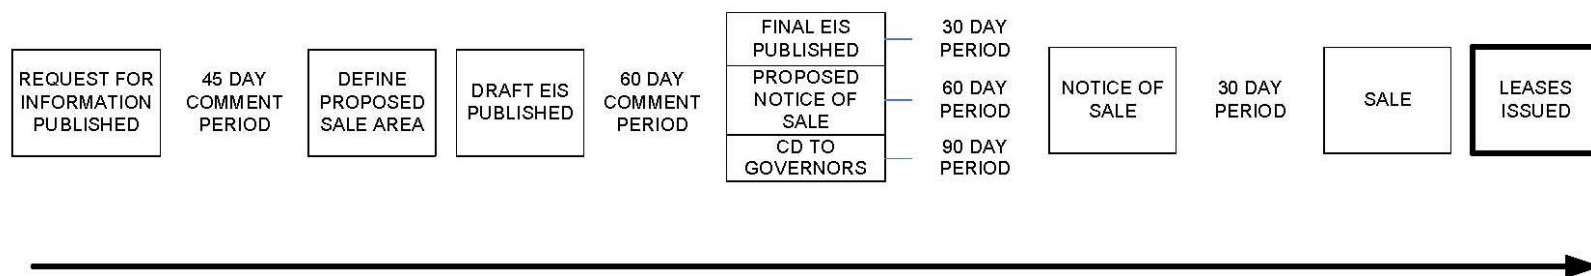 REQUEST FOR
INFORMATION
PUBLISHED
45 DAY
COMMENT
PERIOD
DEFINE
PROPOSED
SALE AREA
DRAFT EIS
PUBLISHED
60 DAY
COMMENT
PERIOD
FINAL EIS
PUBLISHED
30 DAY
PERIOD
PROPOSED
NOTICE OF
SALE
60 DAY
PERIOD
CD TO
GOVERNORS
90 DAY
PERIOD
NOTICE OF
SALE
30 DAY
PERIOD
SALE
LEASES
ISSUED